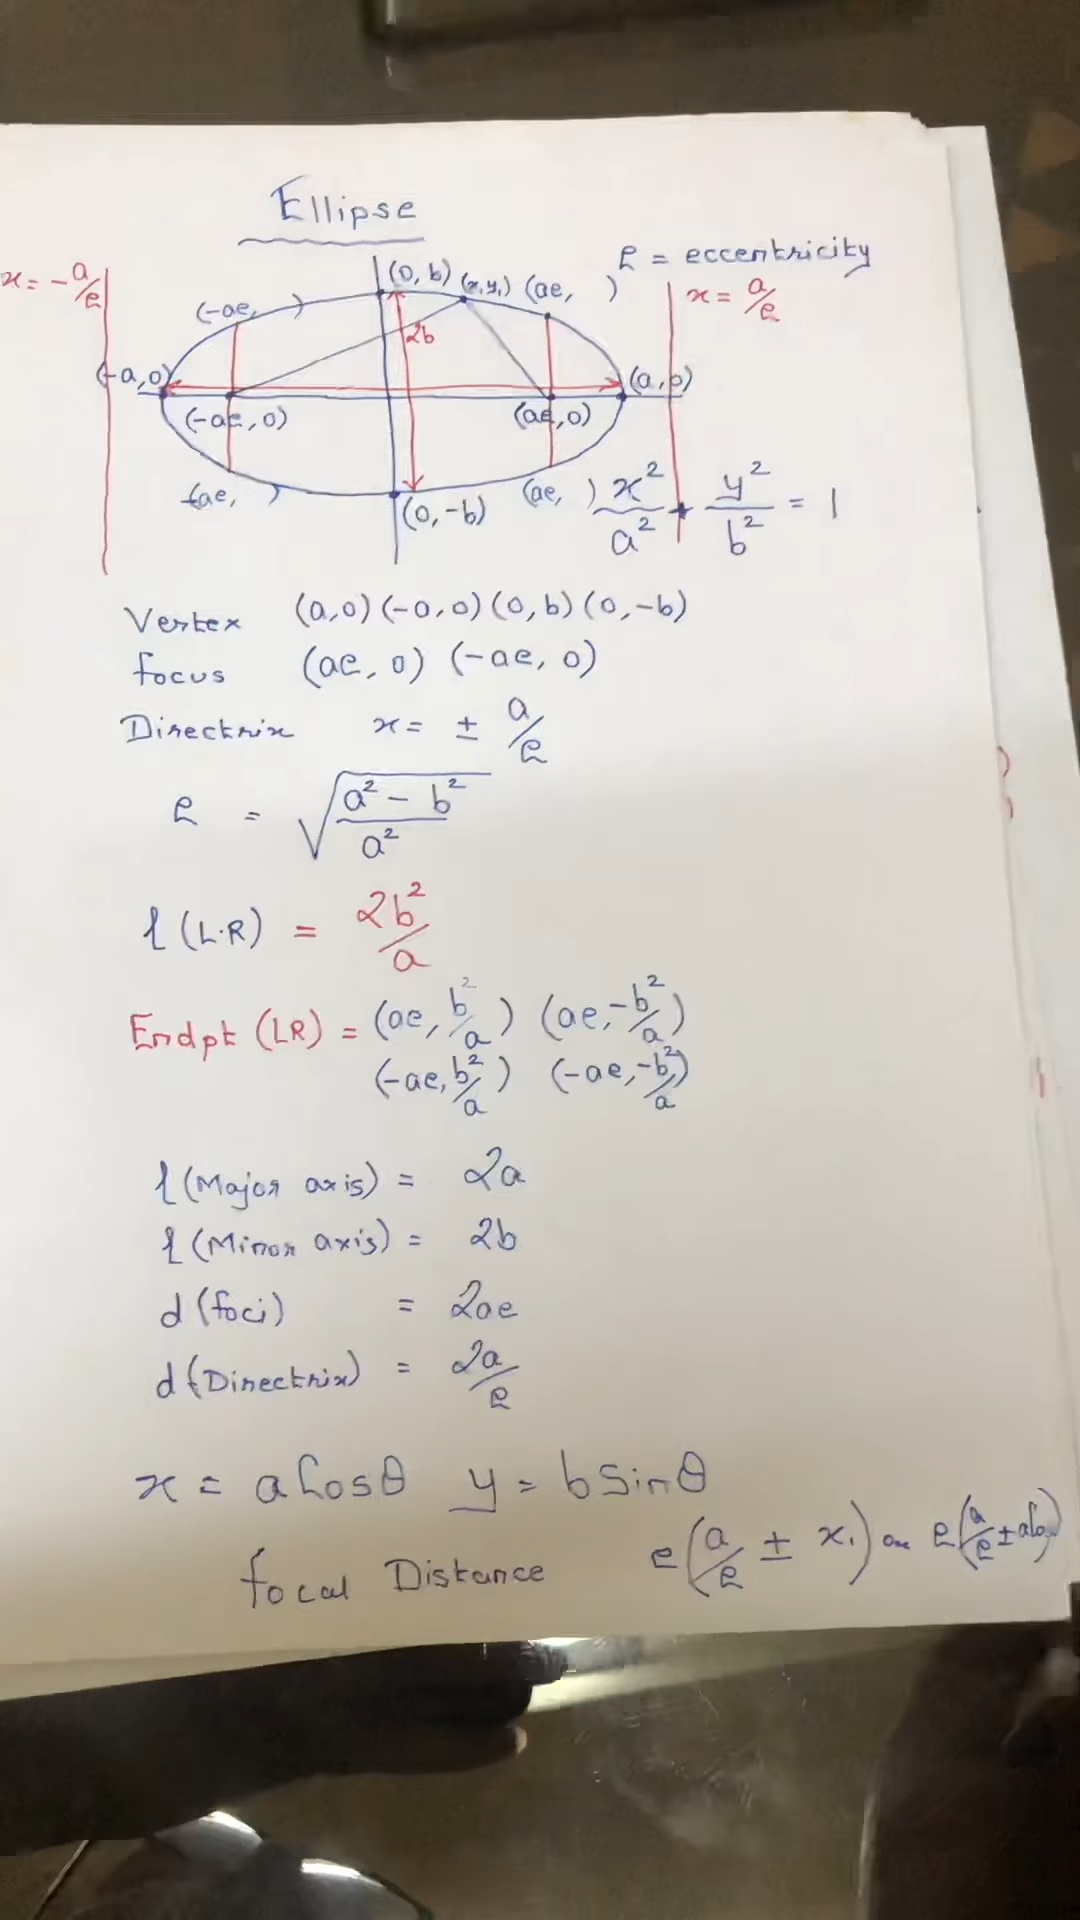 Ellipse
e = eccentricity
x = -a/e
(0, b) (x₁y₁) (ae, )
x = a/e
(-ae, )
2b
(-a,0)
(a,0)
(-ae,0)
(ae,0)
(-ae, )
(0,-b)
(ae, )
x²/a² + y²/b² = 1
Vertex (a,0) (-a,0) (0,b) (0,-b)
focus (ae,0) (-ae,0)
Directrix x = ± a/e
e = √((a² - b²)/a²)
l(L.R) = 2b²/a
Endpt (LR) = (ae, b²/a) (ae, -b²/a)
(-ae, b²/a) (-ae, -b²/a)
l(Major axis) = 2a
l(Minor axis) = 2b
d(foci) = 2ae
d(Directrix) = 2a/e
x = a Cosθ y = b Sinθ
focal Distance e(a/e ± x₁) or